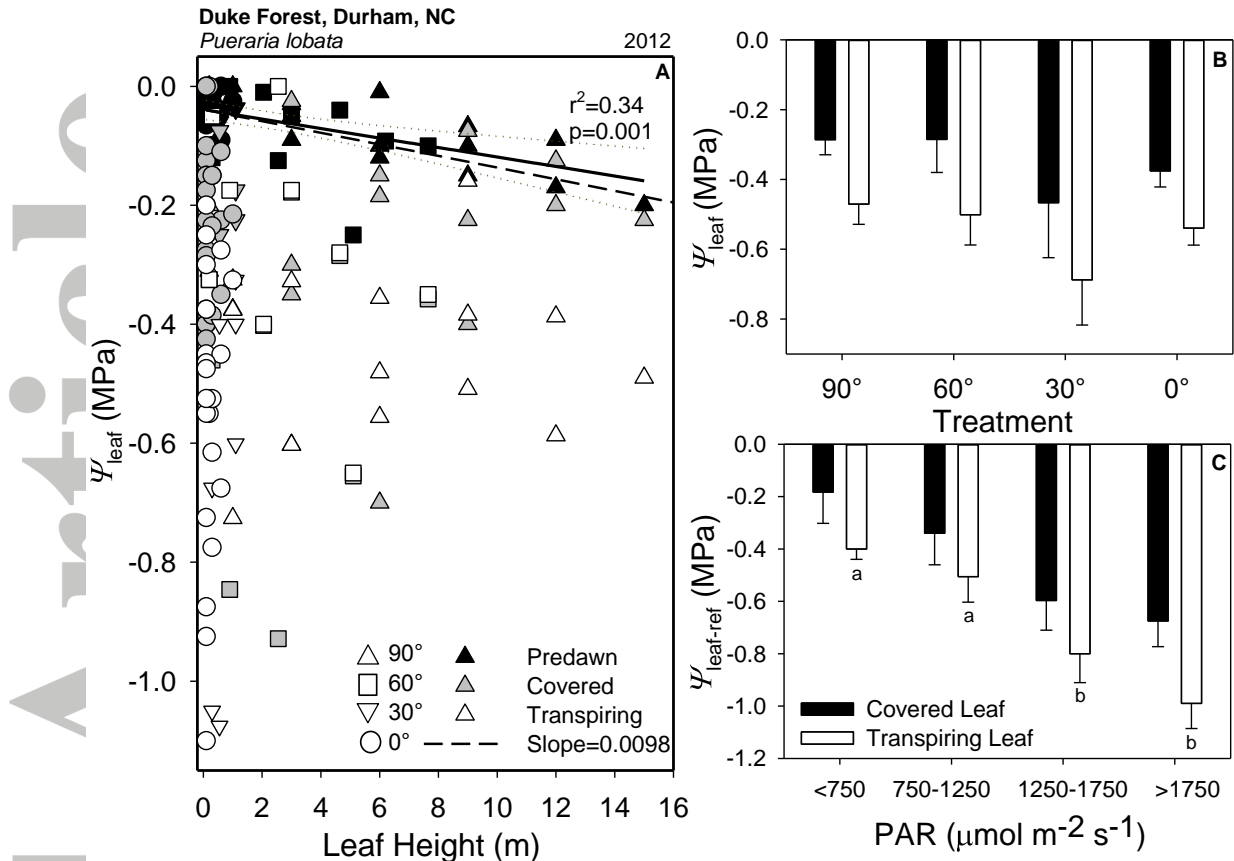 Duke Forest, Durham, NC
Pueraria lobata 2012
A
r²=0.34
p=0.001
0.0
-0.2
-0.4
-0.6
-0.8
-1.0
Ψleaf (MPa)
90° Predawn
60° Covered
30° Transpiring
0° Slope=0.0098
0 2 4 6 8 10 12 14 16
Leaf Height (m)
B
0.0
-0.2
-0.4
-0.6
-0.8
Ψleaf (MPa)
90° 60° 30° 0°
Treatment
C
0.0
-0.2
-0.4
-0.6
-0.8
-1.0
-1.2
Ψleaf-ref (MPa)
a
a
b
b
Covered Leaf
Transpiring Leaf
<750 750-1250 1250-1750 >1750
PAR (μmol m-2 s-1)